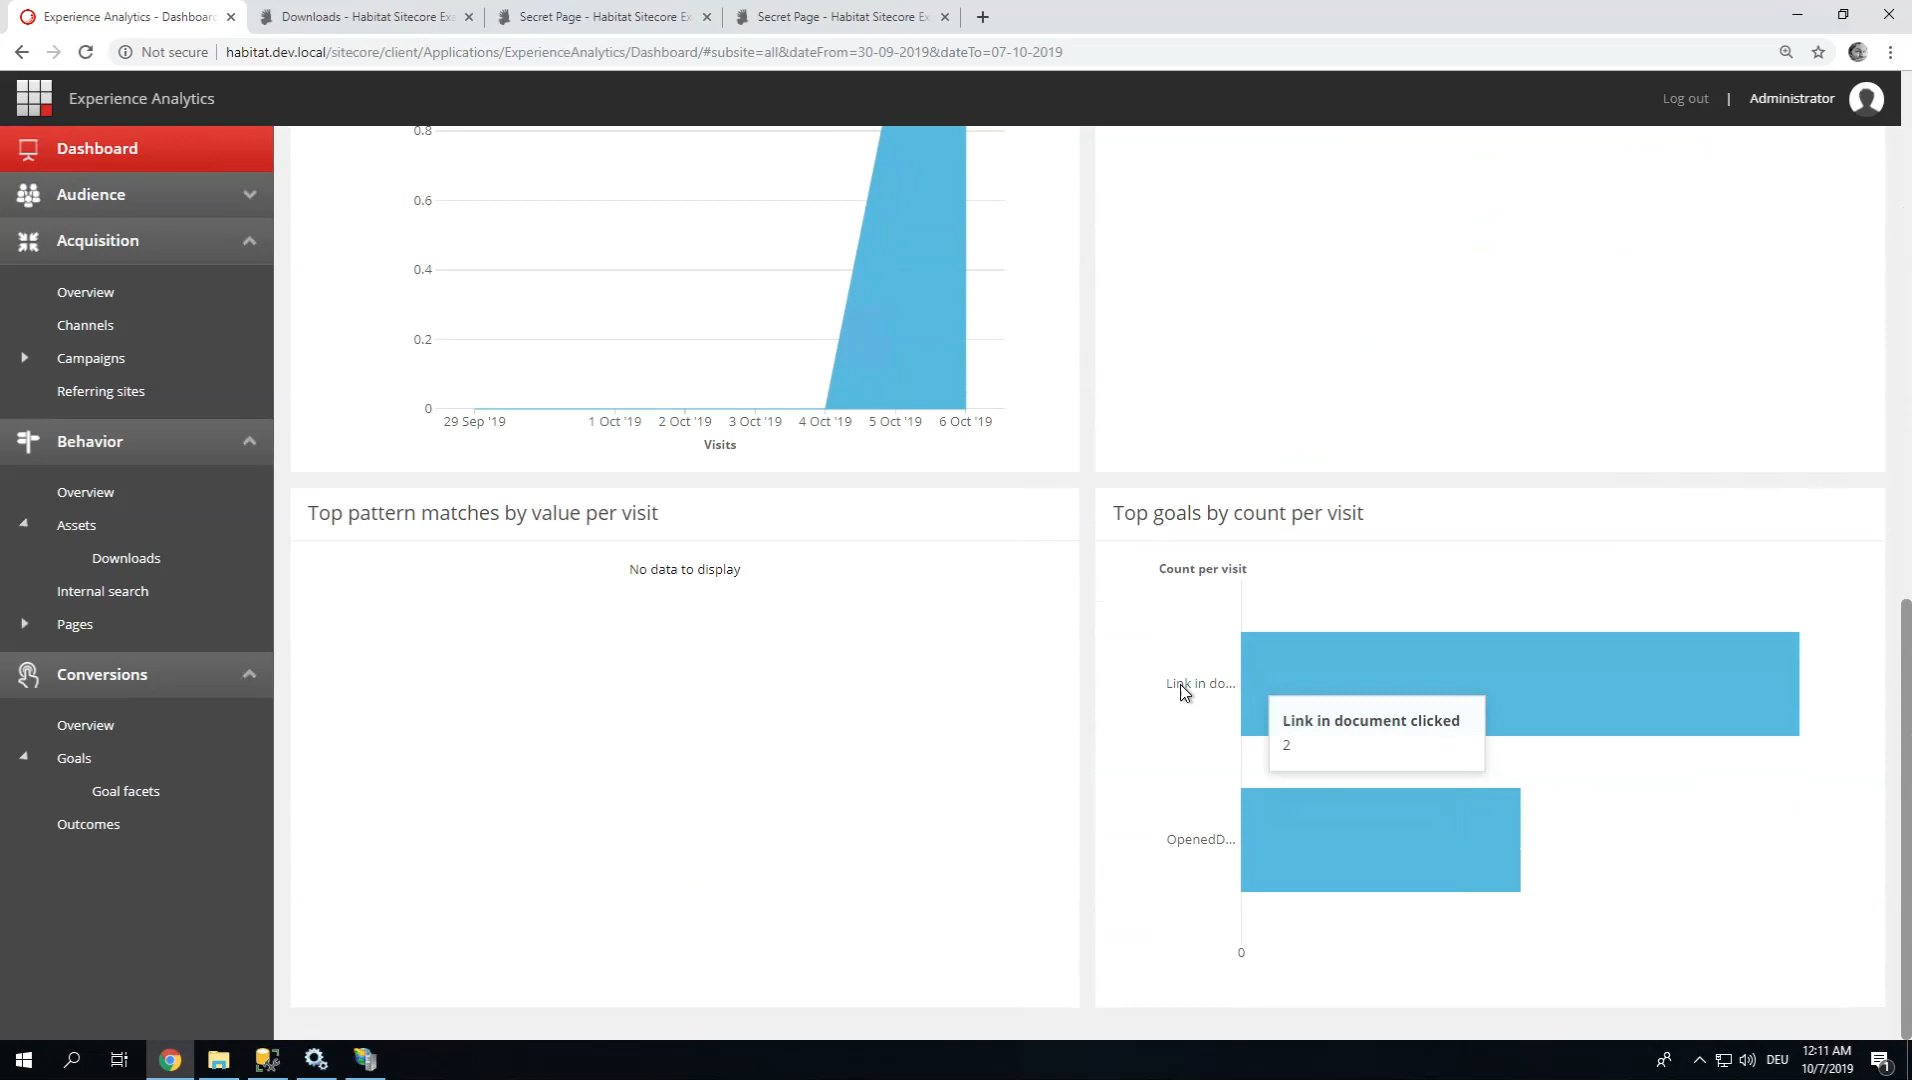 Experience Analytics - Dashboar
Downloads - Habitat Sitecore Exa
Secret Page - Habitat Sitecore E
Secret Page - Habitat Sitecore Ex
Not secure
habitat.dev.local/sitecore/client/Applications/ExperienceAnalytics/Dashboard/#subsite=all&dateFrom=30-09-2019&dateTo=07-10-2019
Experience Analytics
Log out | Administrator
Dashboard
Audience
Acquisition
Overview
Channels
Campaigns
Referring sites
Behavior
Overview
Assets
Downloads
Internal search
Pages
Conversions
Overview
Goals
Goal facets
Outcomes
0.8
0.6
0.4
0.2
0
29 Sep '19 1 Oct '19 2 Oct '19 3 Oct '19 4 Oct '19 5 Oct '19 6 Oct '19
Visits
Top pattern matches by value per visit
No data to display
Top goals by count per visit
Count per visit
Link in do...
Link in document clicked
2
OpenedD...
0
DEU
12:11 AM
10/7/2019
1